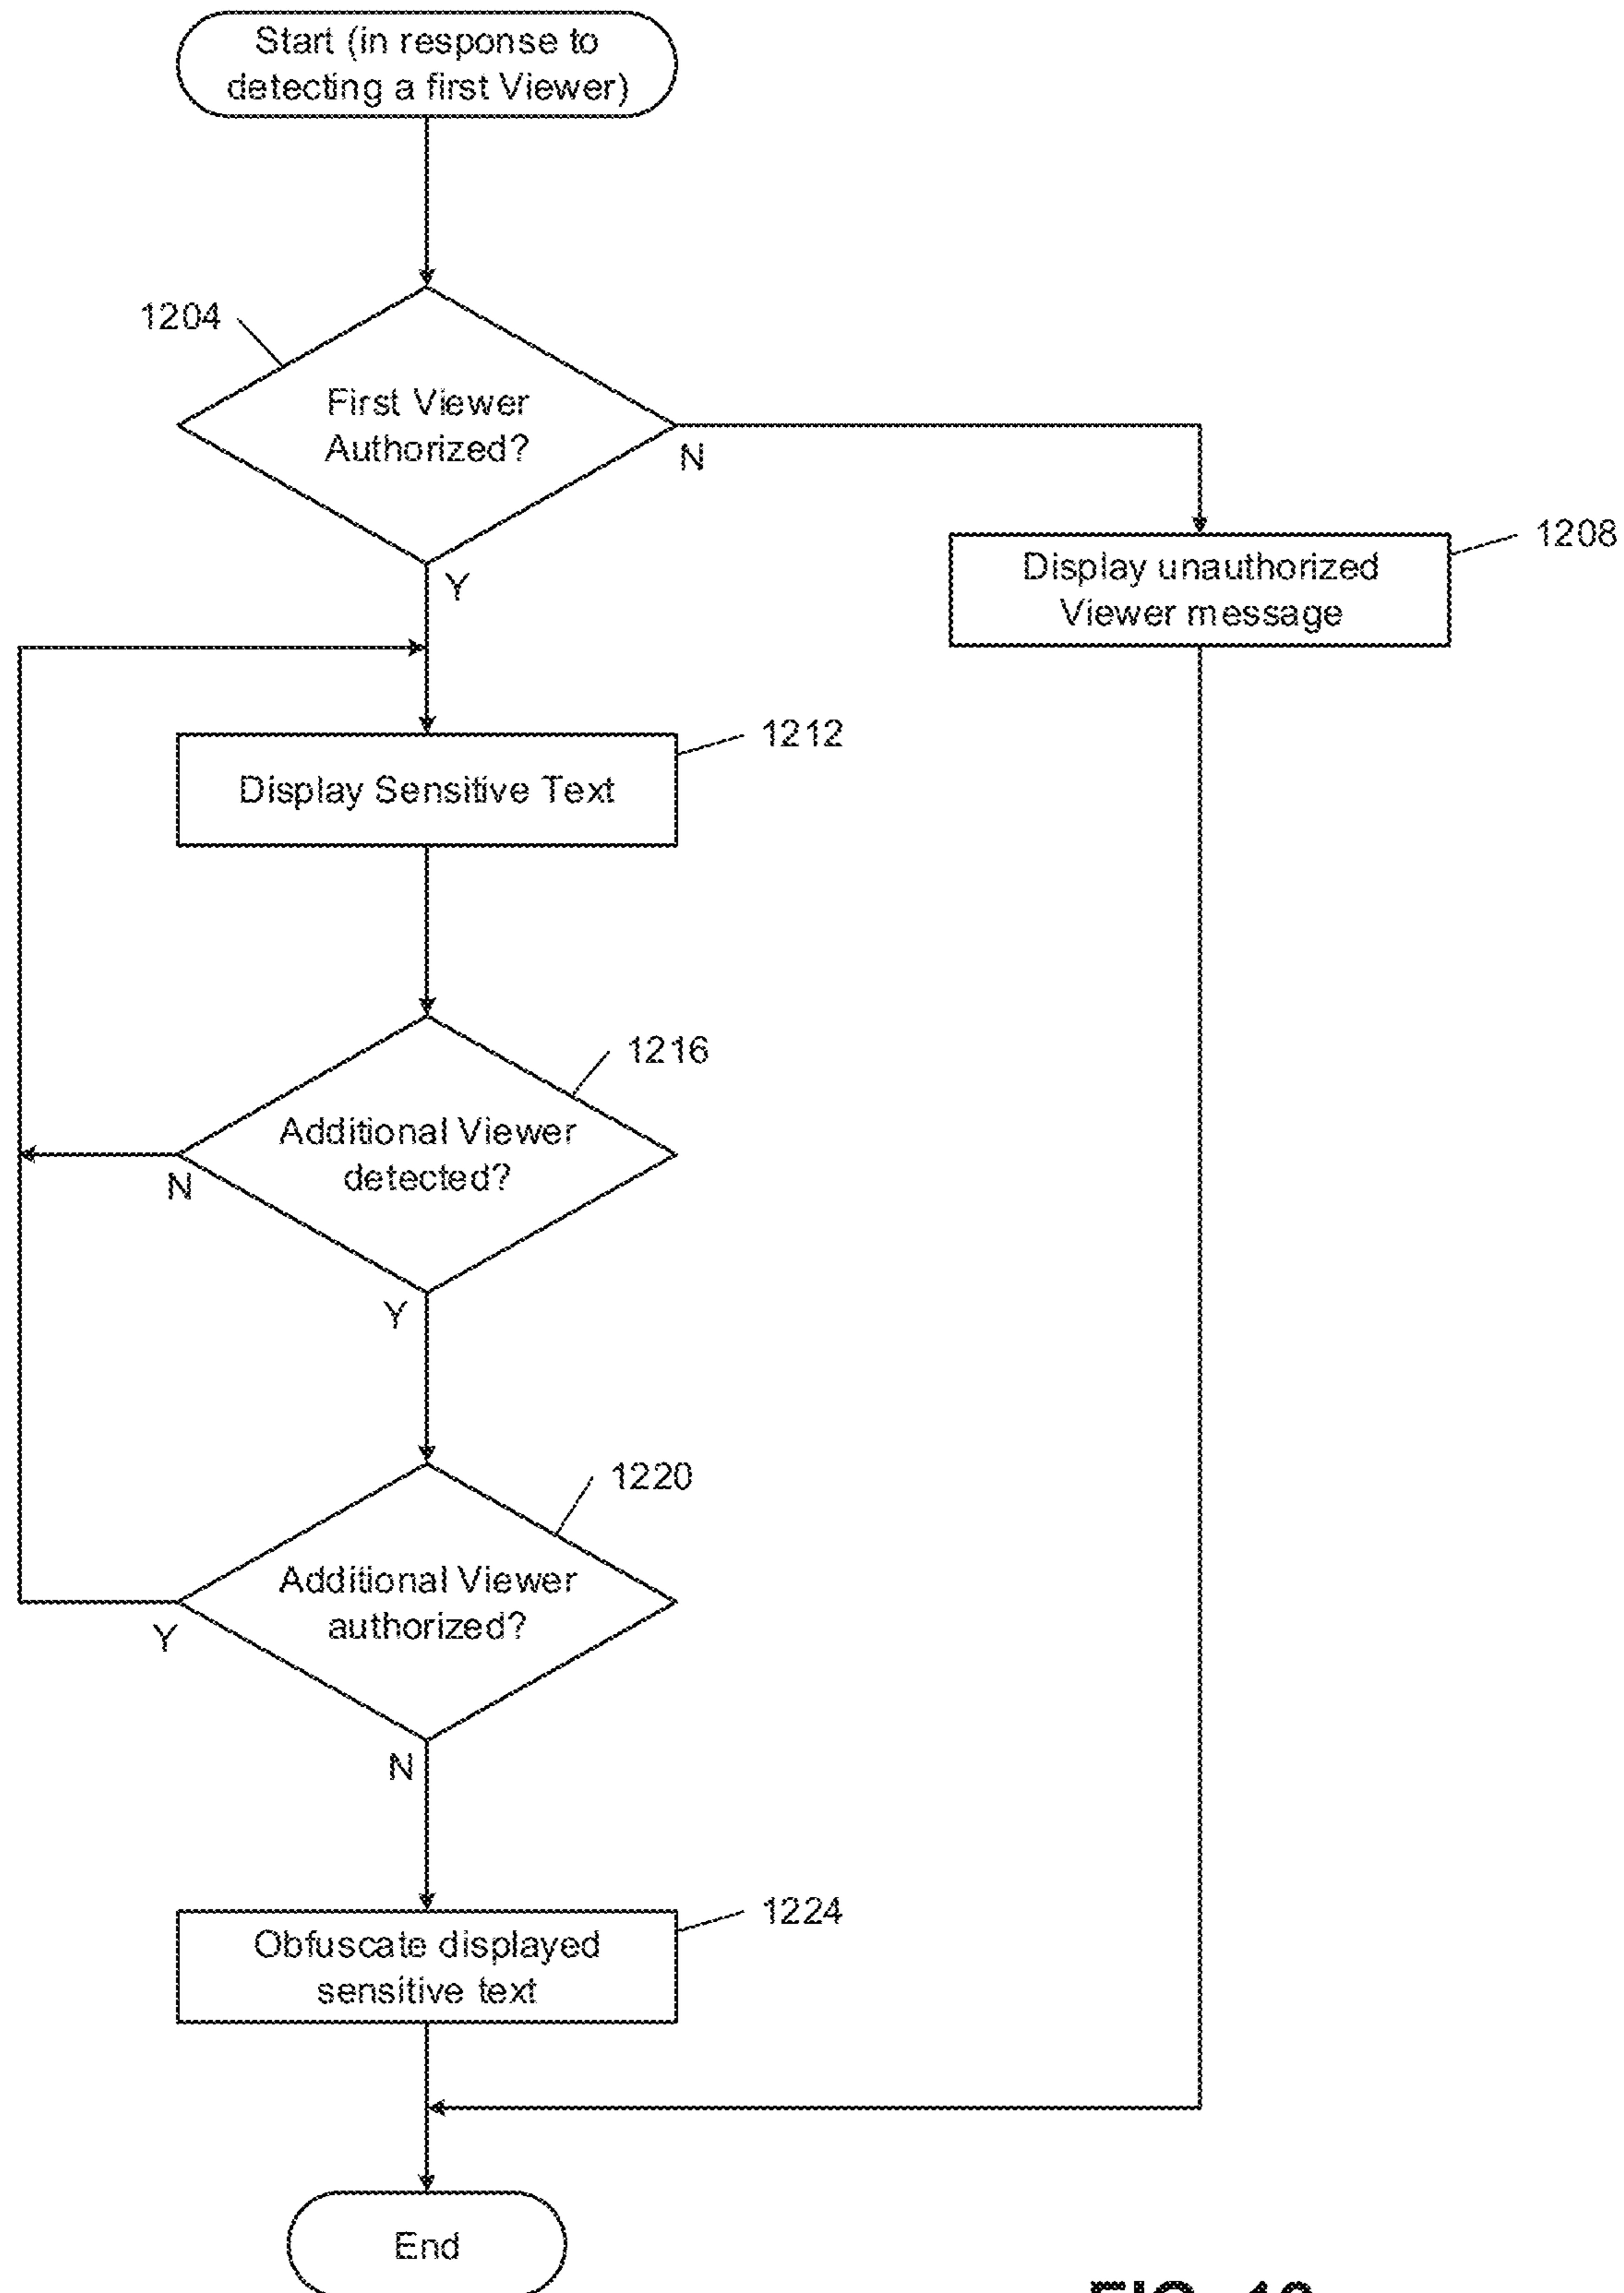 Start (in response to
detecting a first Viewer)
1204
First Viewer
Authorized?
N
Y
1208
Display unauthorized
Viewer message
1212
Display Sensitive Text
1216
Additional Viewer
detected?
N
Y
1220
Additional Viewer
authorized?
Y
N
1224
Obfuscate displayed
sensitive text
End